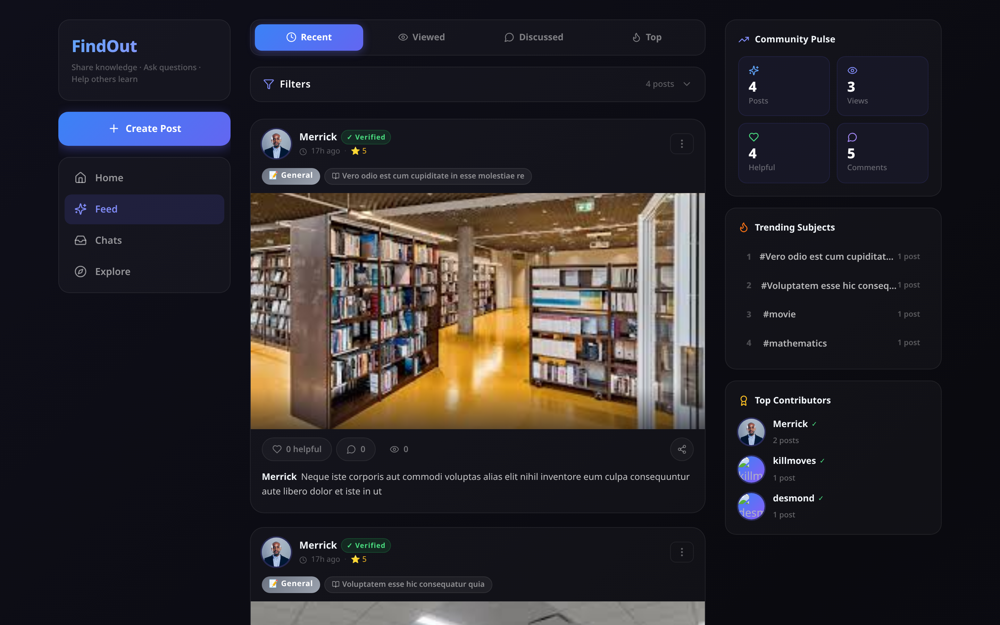 FindOut
Share knowledge · Ask questions ·
Help others learn
Create Post
Home
Feed
Chats
Explore
Recent
Viewed
Discussed
Top
Filters
4 posts
Merrick
✓ Verified
17h ago · ⭐ 5
📝 General
Vero odio est cum cupiditate in esse molestiae re
0 helpful
0
0
Merrick Neque iste corporis aut commodi voluptas alias elit nihil inventore eum culpa consequuntur
aute libero dolor et iste in ut
Merrick
✓ Verified
17h ago · ⭐ 5
📝 General
Voluptatem esse hic consequatur quia
Community Pulse
4
Posts
3
Views
4
Helpful
5
Comments
Trending Subjects
1 #Vero odio est cum cupiditat... 1 post
2 #Voluptatem esse hic conseq... 1 post
3 #movie 1 post
4 #mathematics 1 post
Top Contributors
Merrick ✓
2 posts
killm
killmoves ✓
1 post
desm
desmond ✓
1 post